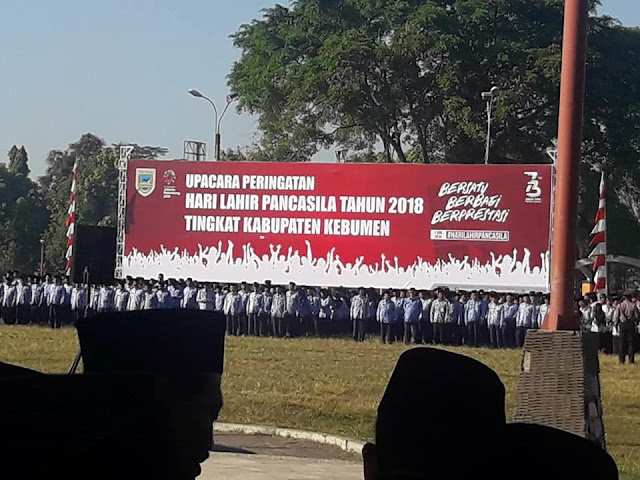 UPACARA PERINGATAN
HARI LAHIR PANCASILA TAHUN 2018
TINGKAT KABUPATEN KEBUMEN
BERSATU
BERBAGI
BERPRESTASI
#HARILAHIRPANCASILA
73